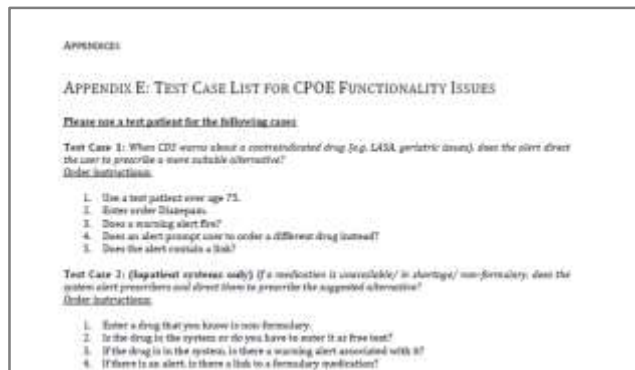 APPENDICES
APPENDIX E: TEST CASE LIST FOR CPOE FUNCTIONALITY ISSUES
Please use a test patient for the following cases
Test Case 1: When CDS warns about a contraindicated drug (e.g. LASA, geriatric issues), does the alert direct
the user to prescribe a more suitable alternative?
Order instructions:
1. Use a test patient over age 75.
2. Enter order Diazepam.
3. Does a warning alert fire?
4. Does an alert prompt user to order a different drug instead?
5. Does the alert contain a link?
Test Case 2: (Inpatient systems only) If a medication is unavailable/ in shortage/ non-formulary, does the
system alert prescribers and direct them to prescribe the suggested alternative?
Order instructions:
1. Enter a drug that you know is non-formulary.
2. Is the drug in the system or do you have to enter it as free text?
3. If the drug is in the system, is there a warning alert associated with it?
4. If there is an alert, is there a link to a formulary medication?